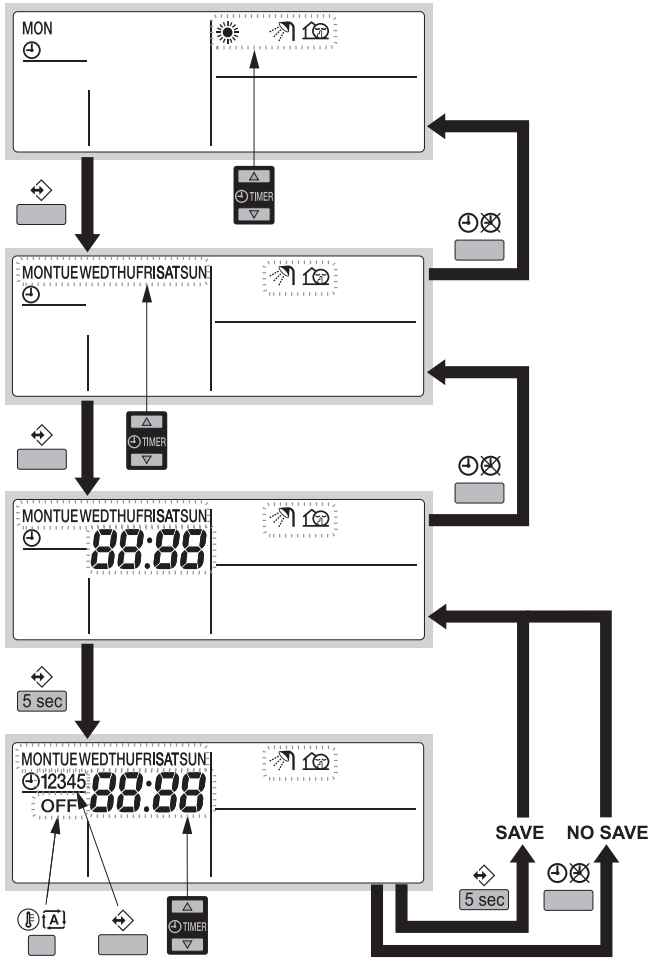 MON
TIMER
MONTUEWEDTHUFRISATSUN
TIMER
MONTUEWEDTHUFRISATSUN
88:88
5 sec
MONTUEWEDTHUFRISATSUN
12345
88:88
OFF
SAVE
NO SAVE
5 sec
A
TIMER